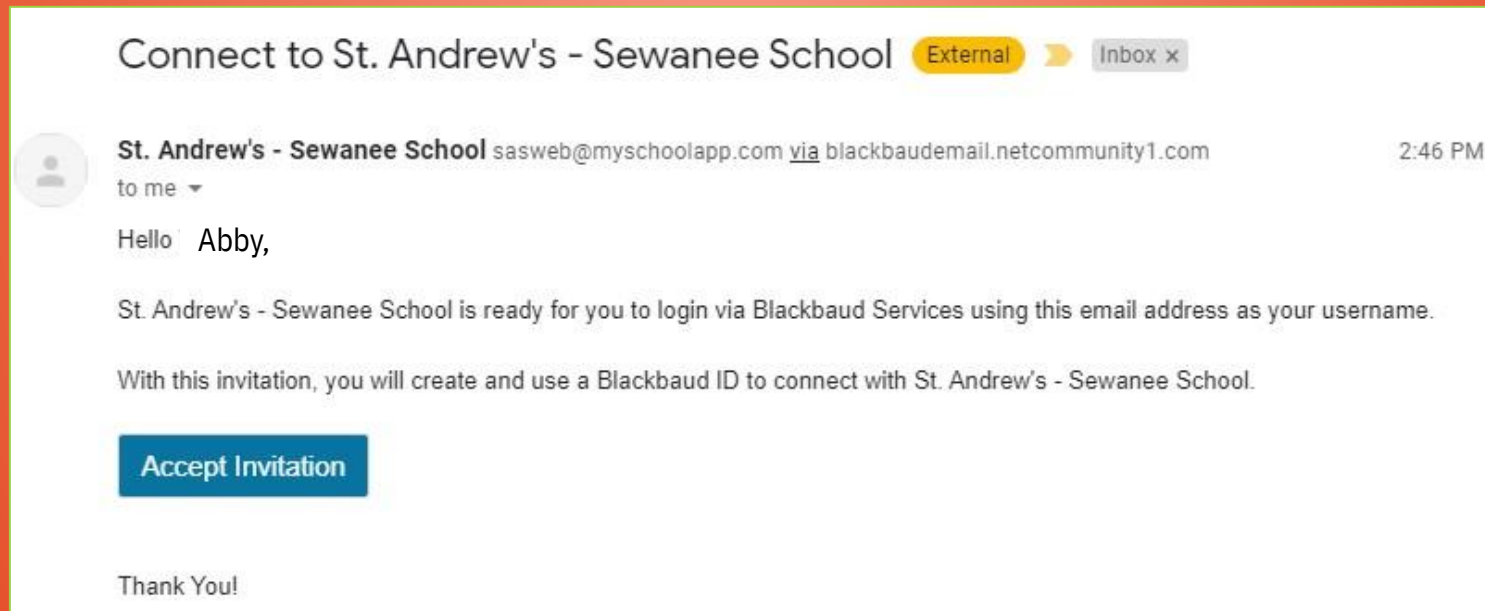 Connect to St. Andrew's - Sewanee School External Inbox x
St. Andrew's - Sewanee School sasweb@myschoolapp.com via blackbaudemail.netcommunity1.com 2:46 PM
to me
Hello Abby,
St. Andrew's - Sewanee School is ready for you to login via Blackbaud Services using this email address as your username.
With this invitation, you will create and use a Blackbaud ID to connect with St. Andrew's - Sewanee School.
Accept Invitation
Thank You!